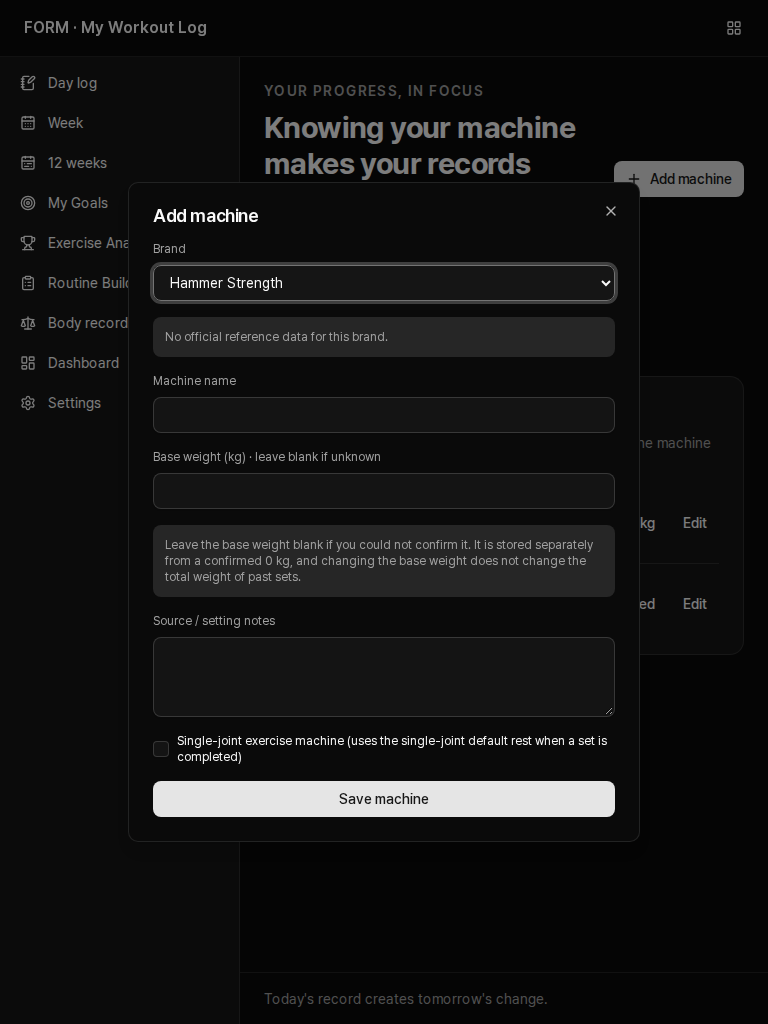 FORM · My Workout Log
Day log
Week
12 weeks
My Goals
Exercise Ana
Routine Build
Body record
Dashboard
Settings
YOUR PROGRESS, IN FOCUS
Knowing your machine
makes your records
Add machine
Add machine
Brand
Hammer Strength
No official reference data for this brand.
Machine name
Base weight (kg) · leave blank if unknown
Leave the base weight blank if you could not confirm it. It is stored separately
from a confirmed 0 kg, and changing the base weight does not change the
total weight of past sets.
Source / setting notes
Single-joint exercise machine (uses the single-joint default rest when a set is
completed)
Save machine
machine
kg Edit
Edit
Today's record creates tomorrow's change.